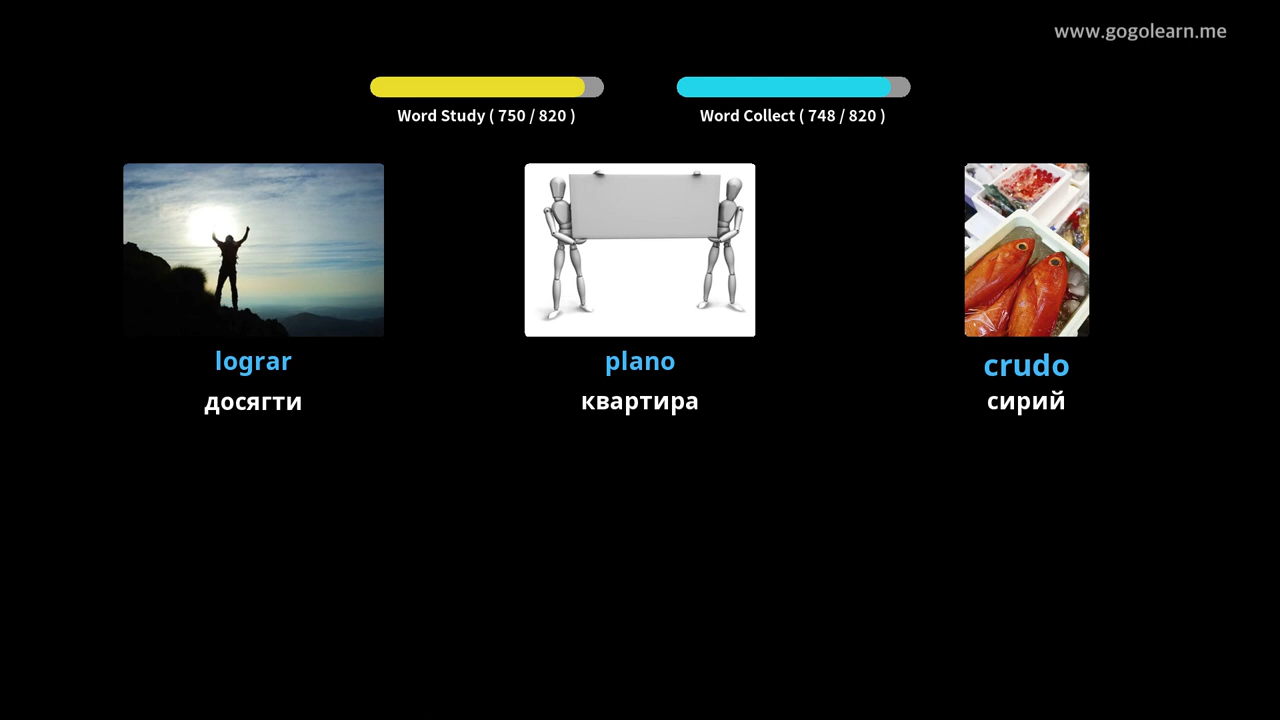 www.gogolearn.me
Word Study ( 750 / 820 )
Word Collect ( 748 / 820 )
lograr
досягти
plano
квартира
crudo
сирий